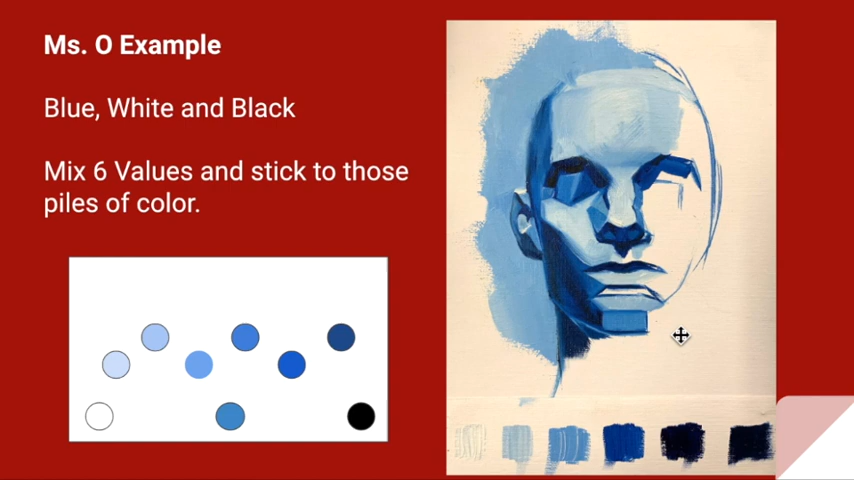 Ms. O Example
Blue, White and Black
Mix 6 Values and stick to those
piles of color.